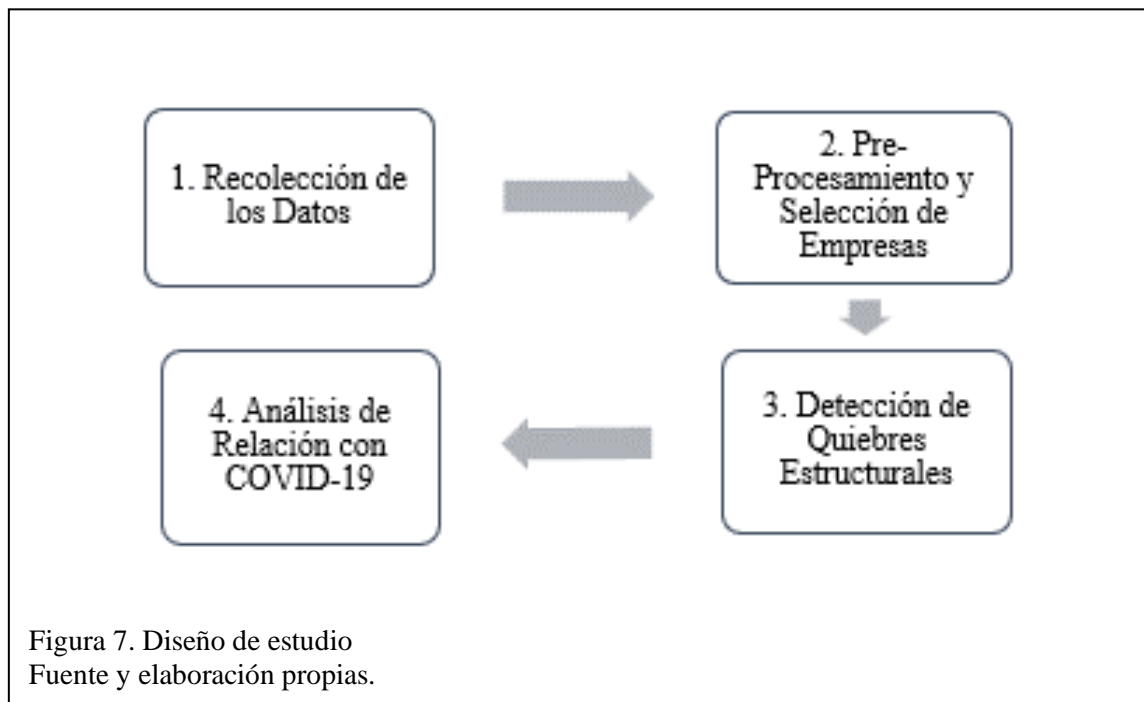 1. Recolección de
los Datos
2. Pre-
Procesamiento y
Selección de
Empresas
3. Detección de
Quiebres
Estructurales
4. Análisis de
Relación con
COVID-19
Figura 7. Diseño de estudio
Fuente y elaboración propias.